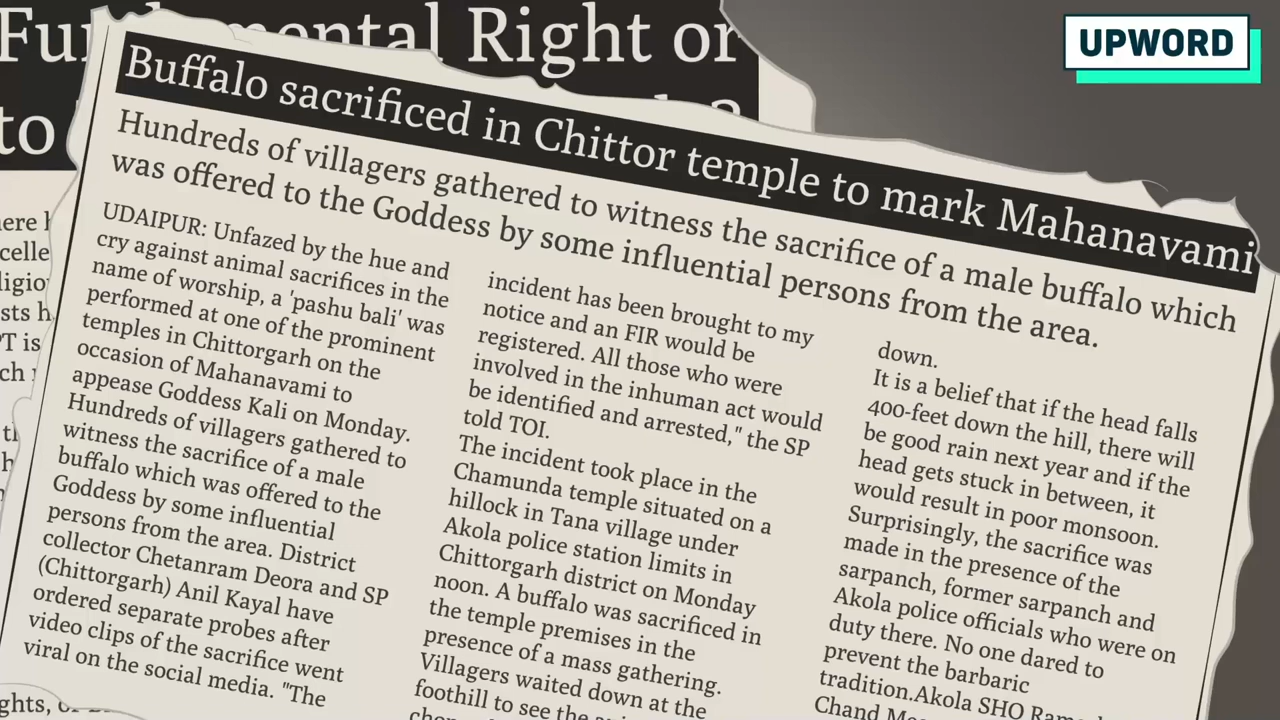 UPWORD
Fundamental Right or
to
Buffalo sacrificed in Chittor temple to mark Mahanavami
Hundreds of villagers gathered to witness the sacrifice of a male buffalo which
was offered to the Goddess by some influential persons from the area.
UDAIPUR: Unfazed by the hue and
cry against animal sacrifices in the
name of worship, a 'pashu bali' was
performed at one of the prominent
temples in Chittorgarh on the
occasion of Mahanavami to
appease Goddess Kali on Monday.
Hundreds of villagers gathered to
witness the sacrifice of a male
buffalo which was offered to the
Goddess by some influential
persons from the area. District
collector Chetanram Deora and SP
(Chittorgarh) Anil Kayal have
ordered separate probes after
video clips of the sacrifice went
viral on the social media. "The
incident has been brought to my
notice and an FIR would be
registered. All those who were
involved in the inhuman act would
be identified and arrested," the SP
told TOI.
The incident took place in the
Chamunda temple situated on a
hillock in Tana village under
Akola police station limits in
Chittorgarh district on Monday
noon. A buffalo was sacrificed in
the temple premises in the
presence of a mass gathering.
Villagers waited down at the
foothill to see the
down.
It is a belief that if the head falls
400-feet down the hill, there will
be good rain next year and if the
head gets stuck in between, it
would result in poor monsoon.
Surprisingly, the sacrifice was
made in the presence of the
sarpanch, former sarpanch and
Akola police officials who were on
duty there. No one dared to
prevent the barbaric
tradition.Akola SHO
Chand